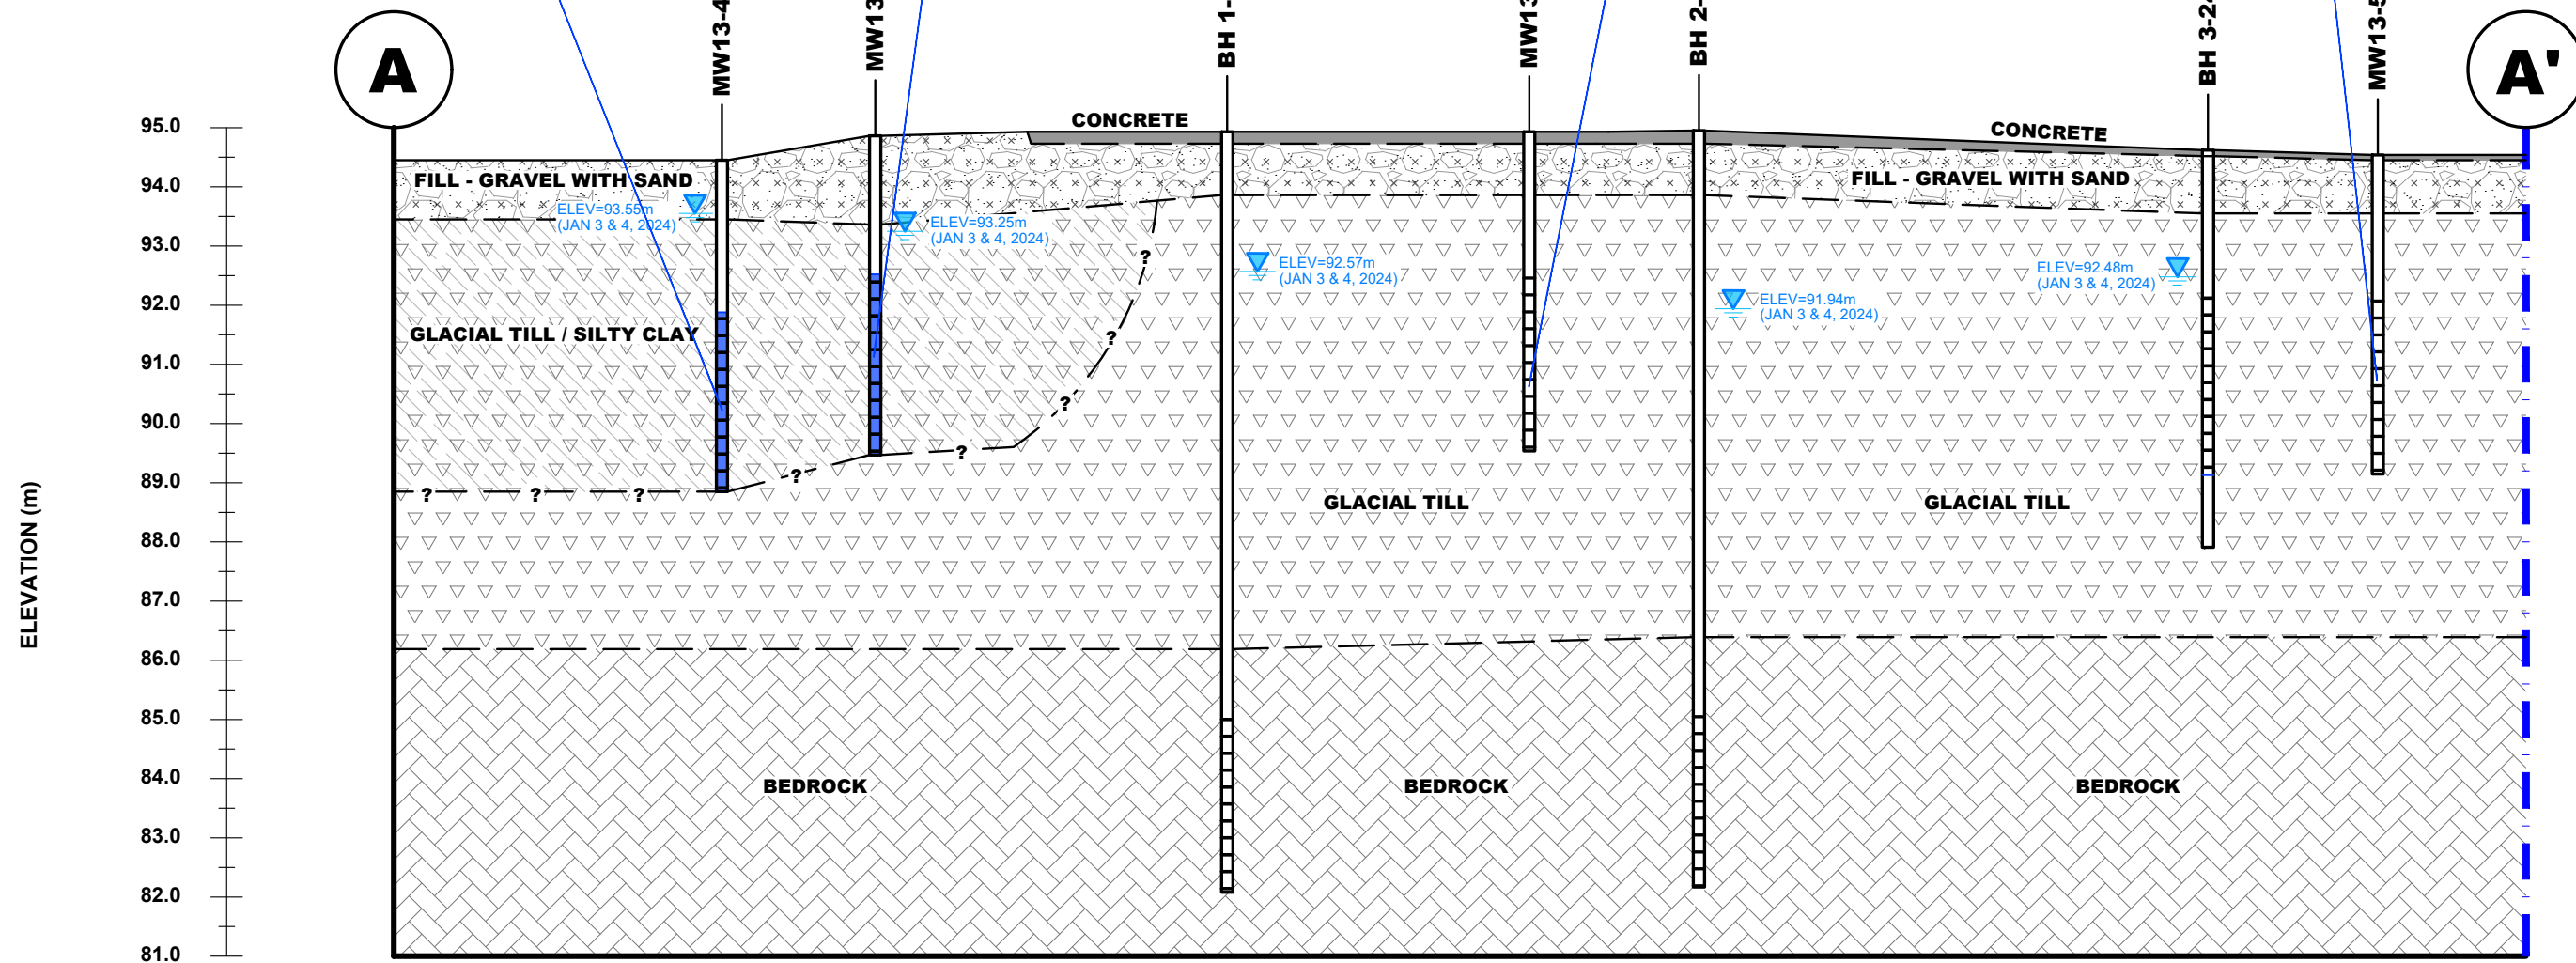 A
A'
MW13-4
MW13
BH 1-
MW13
BH 2-
BH 3-24
MW13-5
CONCRETE
CONCRETE
95.0
94.0
93.0
92.0
91.0
90.0
89.0
88.0
87.0
86.0
85.0
84.0
83.0
82.0
81.0
ELEVATION (m)
FILL - GRAVEL WITH SAND
FILL - GRAVEL WITH SAND
ELEV=93.55m
(JAN 3 & 4, 2024)
ELEV=93.25m
(JAN 3 & 4, 2024)
ELEV=92.57m
(JAN 3 & 4, 2024)
ELEV=91.94m
(JAN 3 & 4, 2024)
ELEV=92.48m
(JAN 3 & 4, 2024)
GLACIAL TILL / SILTY CLAY
?
?
?
?
?
?
?
?
GLACIAL TILL
GLACIAL TILL
BEDROCK
BEDROCK
BEDROCK